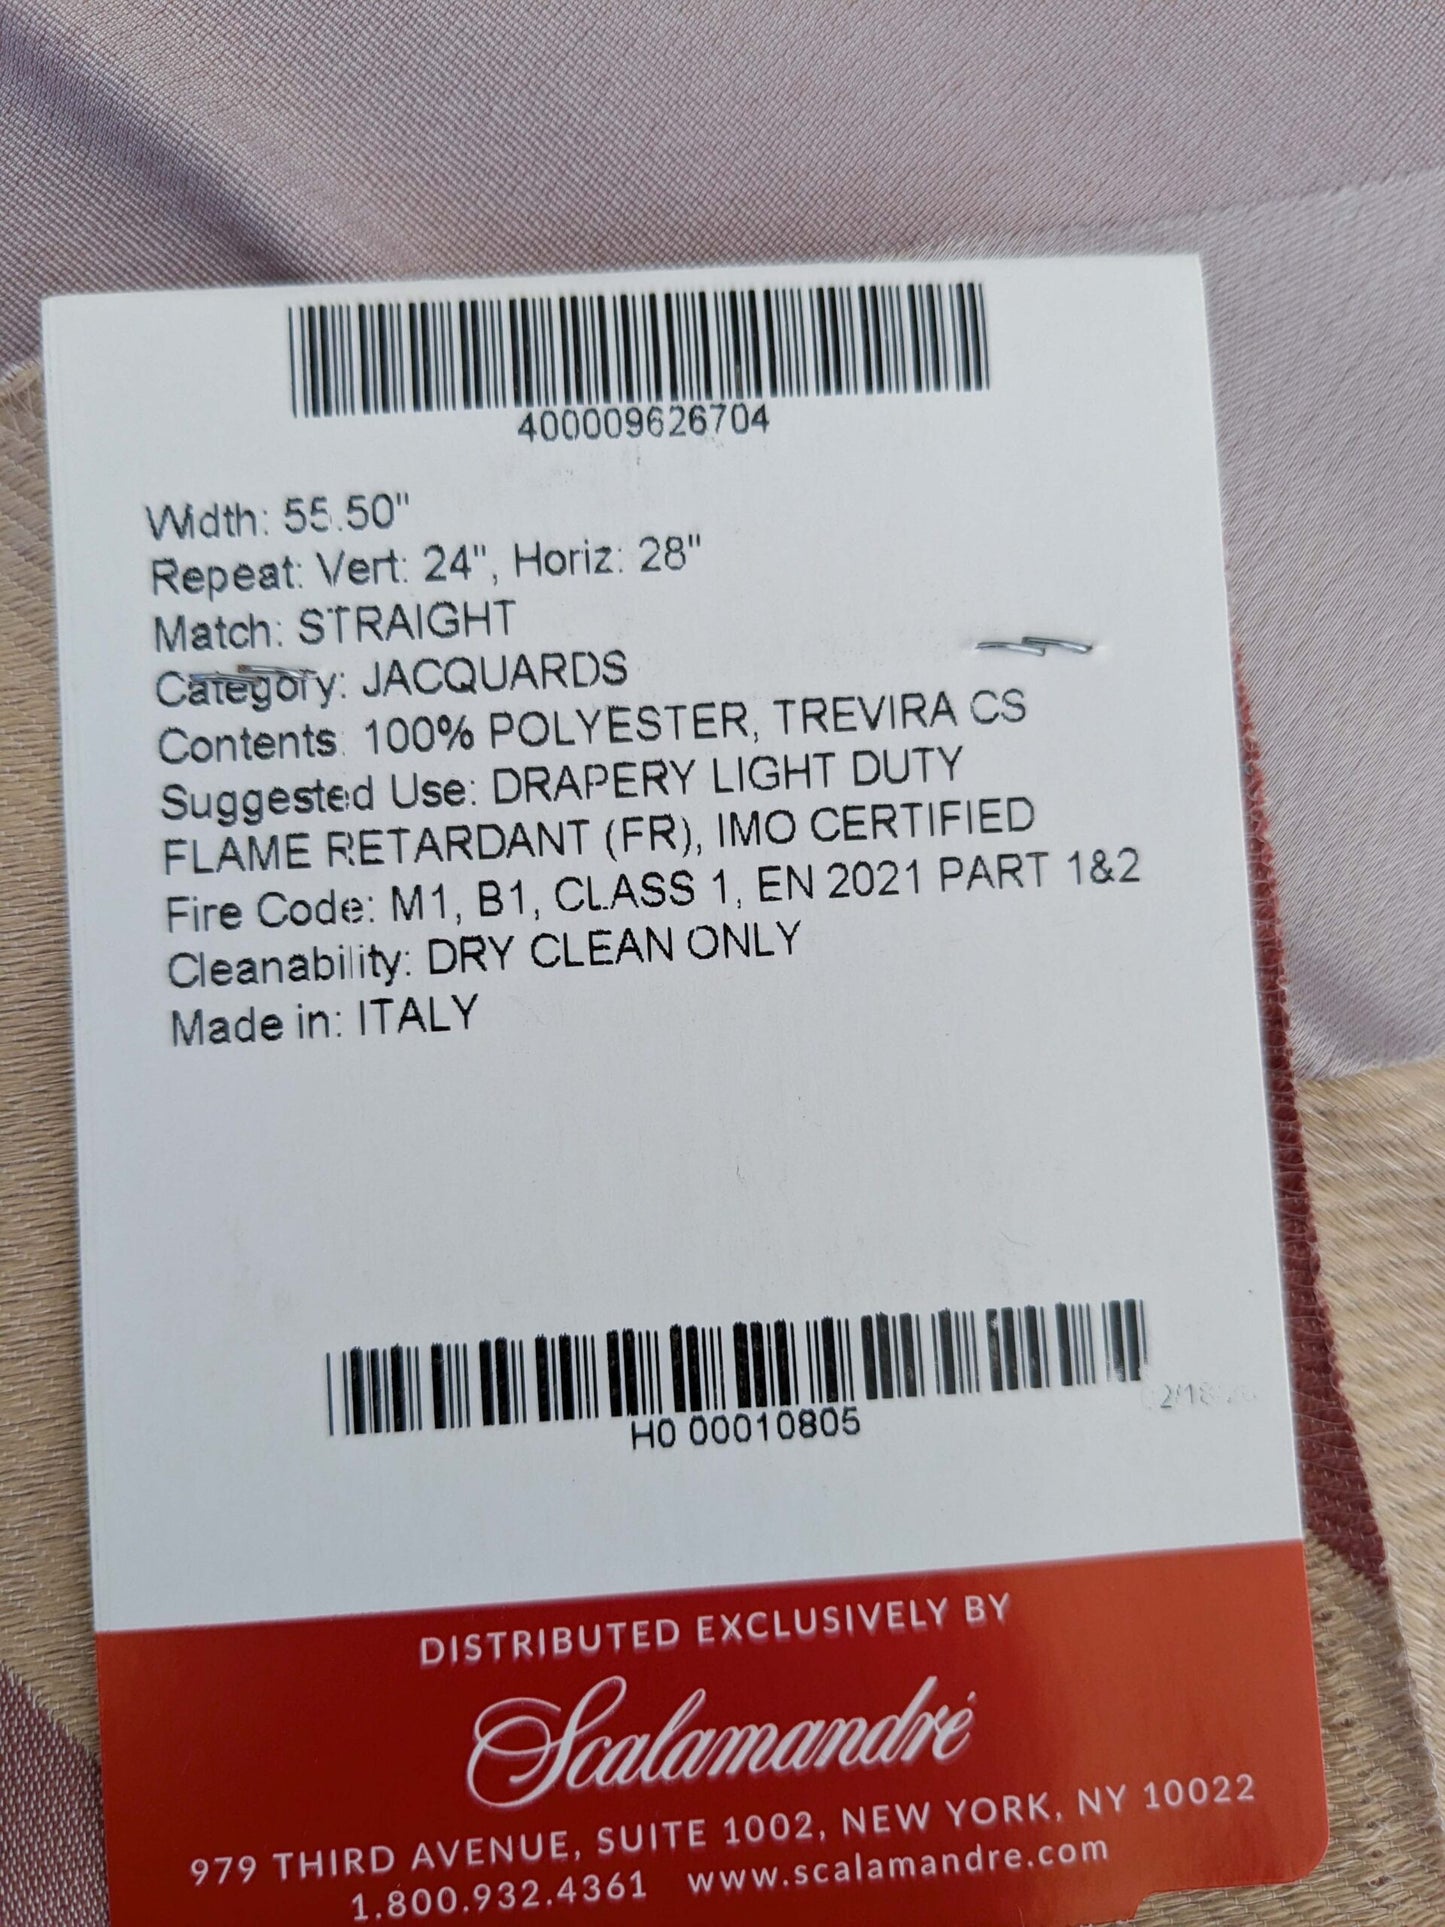 400009626704
Width: 55.50"
Repeat: Vert: 24", Horiz: 28"
Match: STRAIGHT
Category: JACQUARDS
Contents: 100% POLYESTER, TREVIRA CS
Suggested Use: DRAPERY LIGHT DUTY
FLAME RETARDANT (FR), IMO CERTIFIED
Fire Code: M1, B1, CLASS 1, EN 2021 PART 1&2
Cleanability: DRY CLEAN ONLY
Made in: ITALY
H0 00010805
DISTRIBUTED EXCLUSIVELY BY
Scalamandré
979 THIRD AVENUE, SUITE 1002, NEW YORK, NY 10022
1.800.932.4361 www.scalamandre.com